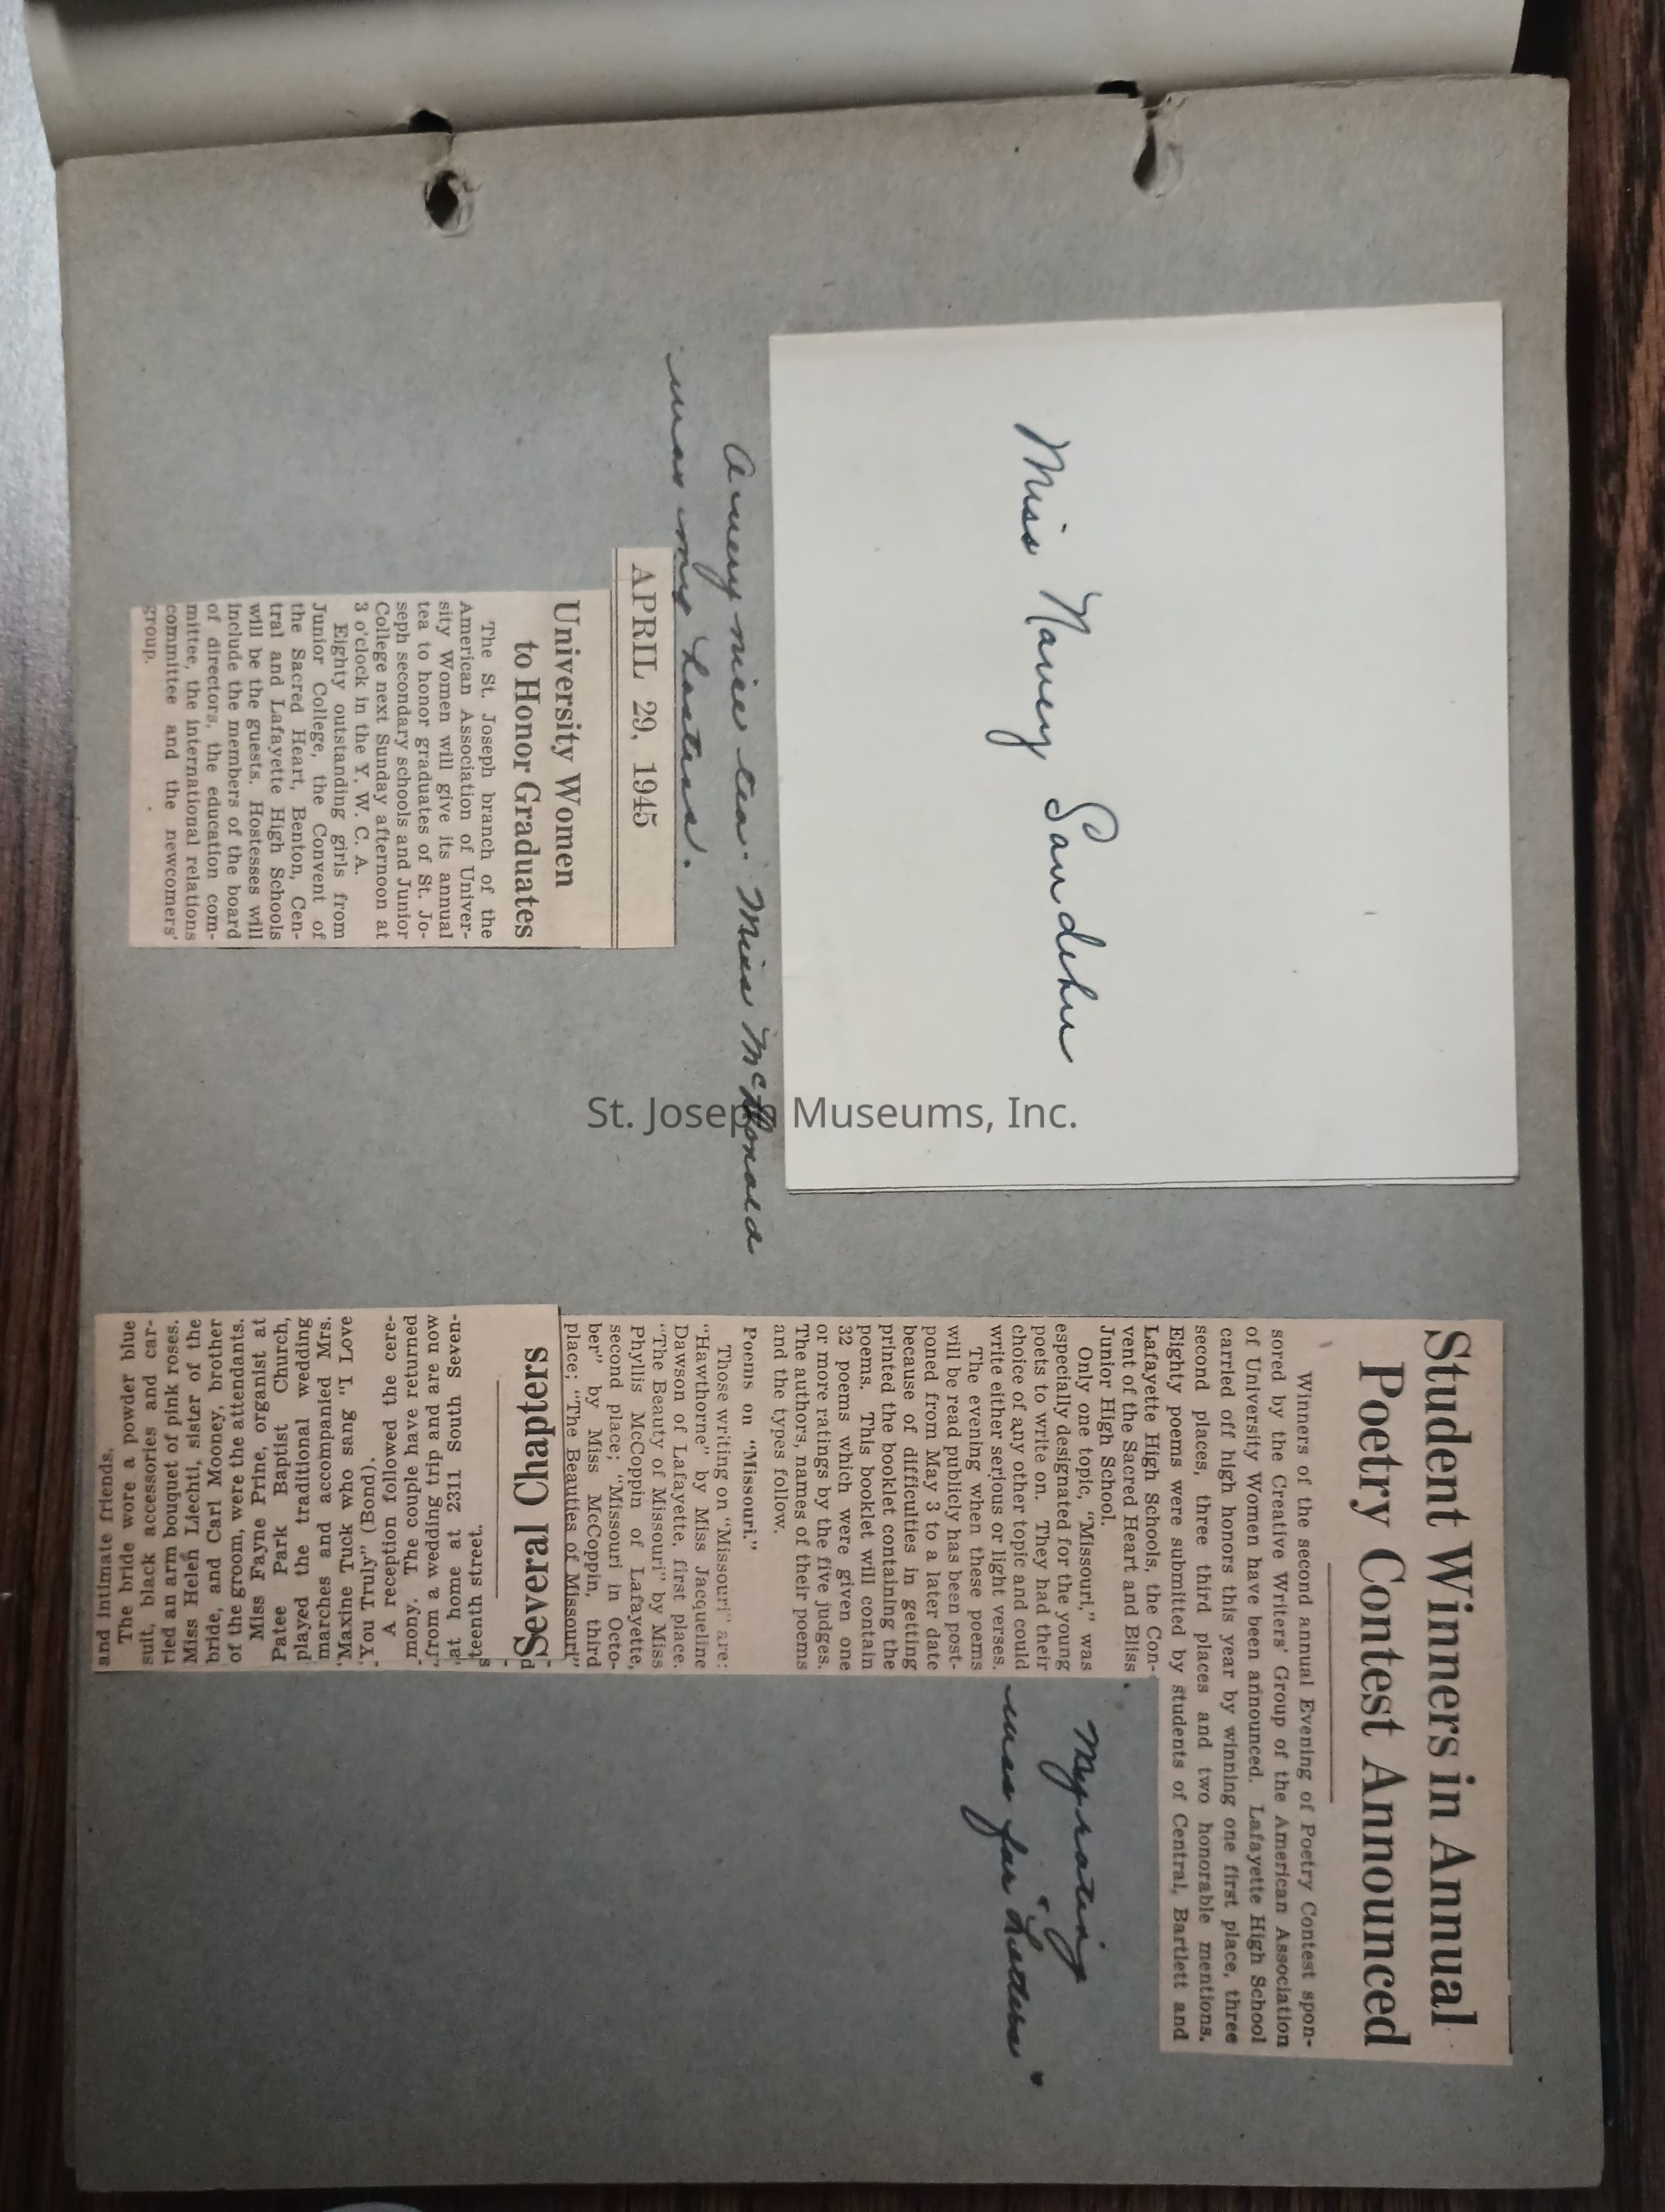 Miss Nancy Sandehn
A very nice tea. Miss McDonald
was my hostess.
APRIL 29, 1945
University Women
to Honor Graduates
The St. Joseph branch of the
American Association of Univer-
sity Women will give its annual
tea to honor graduates of St. Jo-
seph secondary schools and Junior
College next Sunday afternoon at
3 o'clock in the Y. W. C. A.
Eighty outstanding girls from
Junior College, the Convent of
the Sacred Heart, Benton, Cen-
tral and Lafayette High Schools
will be the guests. Hostesses will
include the members of the board
of directors, the education com-
mittee, the international relations
committee and the newcomers'
group.
Student Winners in Annual
Poetry Contest Announced
Winners of the second annual Evening of Poetry Contest spon-
sored by the Creative Writers' Group of the American Association
of University Women have been announced. Lafayette High School
carried off high honors this year by winning one first place, three
second places, three third places and two honorable mentions.
Eighty poems were submitted by students of Central, Bartlett and
Lafayette High Schools, the Con-
vent of the Sacred Heart and Bliss
Junior High School.
Only one topic, "Missouri," was
especially designated for the young
poets to write on. They had their
choice of any other topic and could
write either serious or light verses.
The evening when these poems
will be read publicly has been post-
poned from May 3 to a later date
because of difficulties in getting
printed the booklet containing the
poems. This booklet will contain
32 poems which were given one
or more ratings by the five judges.
The authors, names of their poems
and the types follow.
Poems on "Missouri."
Those writing on "Missouri" are:
"Hawthorne" by Miss Jacqueline
Dawson of Lafayette, first place.
"The Beauty of Missouri" by Miss
Phyllis McCoppin of Lafayette,
second place; "Missouri in Octo-
ber" by Miss McCoppin, third
place; "The Beauties of Missouri"
My rating
was for "Letters"
Several Chapters
teenth street.
at home at 2311 South Seven-
from a wedding trip and are now
mony. The couple have returned
A reception followed the cere-
You Truly" (Bond).
Maxine Tuck who sang "I Love
marches and accompanied Mrs.
played the traditional wedding
Patee Park Baptist Church,
Miss Fayne Prine, organist at
of the groom, were the attendants.
bride, and Carl Mooney, brother
Miss Helen Liechti, sister of the
ried an arm bouquet of pink roses.
suit, black accessories and car-
The bride wore a powder blue
and intimate friends.
St. Joseph Museums, Inc.